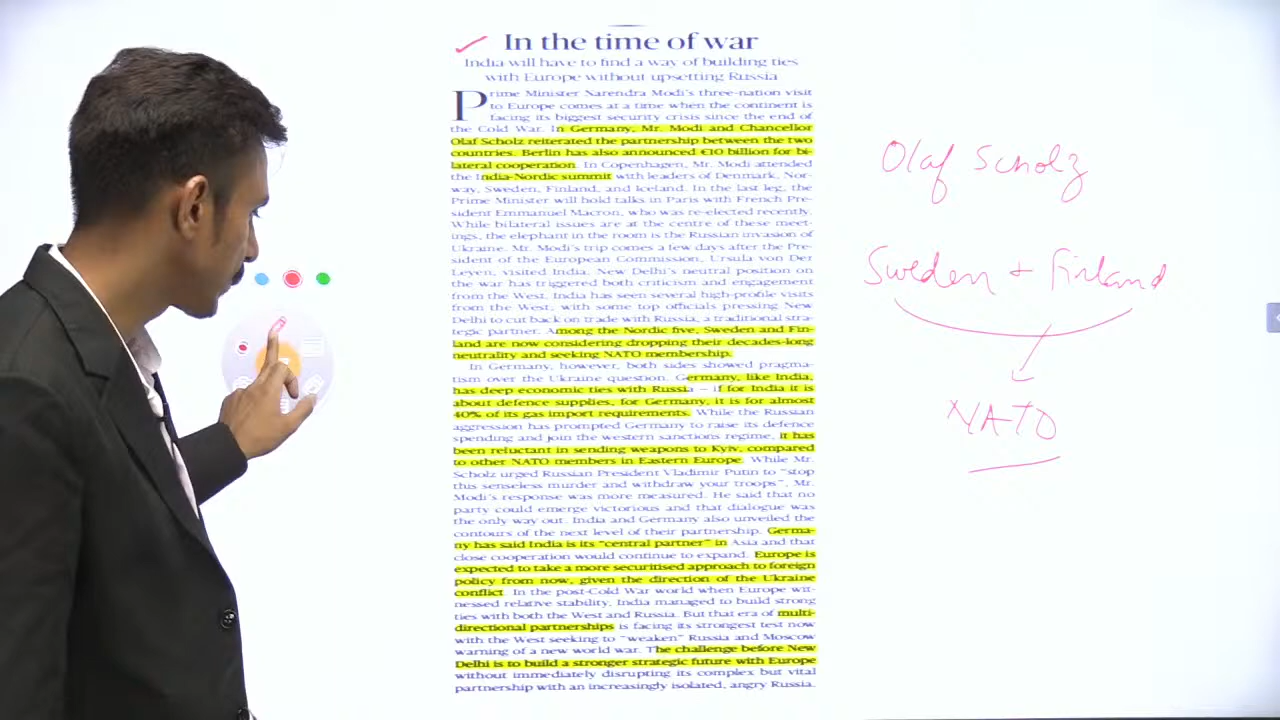 In the time of war
India will have to find a way of building ties
with Europe without upsetting Russia
Prime Minister Narendra Modi's three-nation visit
to Europe comes at a time when the continent is
facing its biggest security crisis since the end of
the Cold War. In Germany, Mr. Modi and Chancellor
Olaf Scholz reiterated the partnership between the two
countries. Berlin has also announced €10 billion for bi-
lateral cooperation. In Copenhagen, Mr. Modi attended
the India-Nordic summit with leaders of Denmark, Nor-
way, Sweden, Finland, and Iceland. In the last leg, the
Prime Minister will hold talks in Paris with French Pre-
sident Emmanuel Macron, who was re-elected recently.
While bilateral issues are at the centre of these meet-
ings, the elephant in the room is the Russian invasion of
Ukraine. Mr. Modi's trip comes a few days after the Pre-
sident of the European Commission, Ursula von Der
Leyen, visited India. New Delhi's neutral position on
the war has triggered both criticism and engagement
from the West. India has seen several high-profile visits
from the West, with some top officials pressing New
Delhi to cut back on trade with Russia, a traditional stra-
tegic partner. Among the Nordic five, Sweden and Fin-
land are now considering dropping their decades-long
neutrality and seeking NATO membership.
In Germany, however, both sides showed pragma-
tism over the Ukraine question. Germany, like India,
has deep economic ties with Russia – if for India it is
about defence supplies, for Germany, it is for almost
40% of its gas import requirements. While the Russian
aggression has prompted Germany to raise its defence
spending and join the western sanctions regime, it has
been reluctant in sending weapons to Kyiv, compared
to other NATO members in Eastern Europe. While Mr.
Scholz urged Russian President Vladimir Putin to "stop
this senseless murder and withdraw your troops", Mr.
Modi's response was more measured. He said that no
party could emerge victorious and that dialogue was
the only way out. India and Germany also unveiled the
contours of the next level of their partnership. Germa-
ny has said India is its "central partner" in Asia and that
close cooperation would continue to expand. Europe is
expected to take a more securitised approach to foreign
policy from now, given the direction of the Ukraine
conflict. In the post-Cold War world when Europe wit-
nessed relative stability, India managed to build strong
ties with both the West and Russia. But that era of multi-
directional partnerships is facing its strongest test now
with the West seeking to "weaken" Russia and Moscow
warning of a new world war. The challenge before New
Delhi is to build a stronger strategic future with Europe
without immediately disrupting its complex but vital
partnership with an increasingly isolated, angry Russia.
Olaf Scholz
Sweden + Finland
NATO